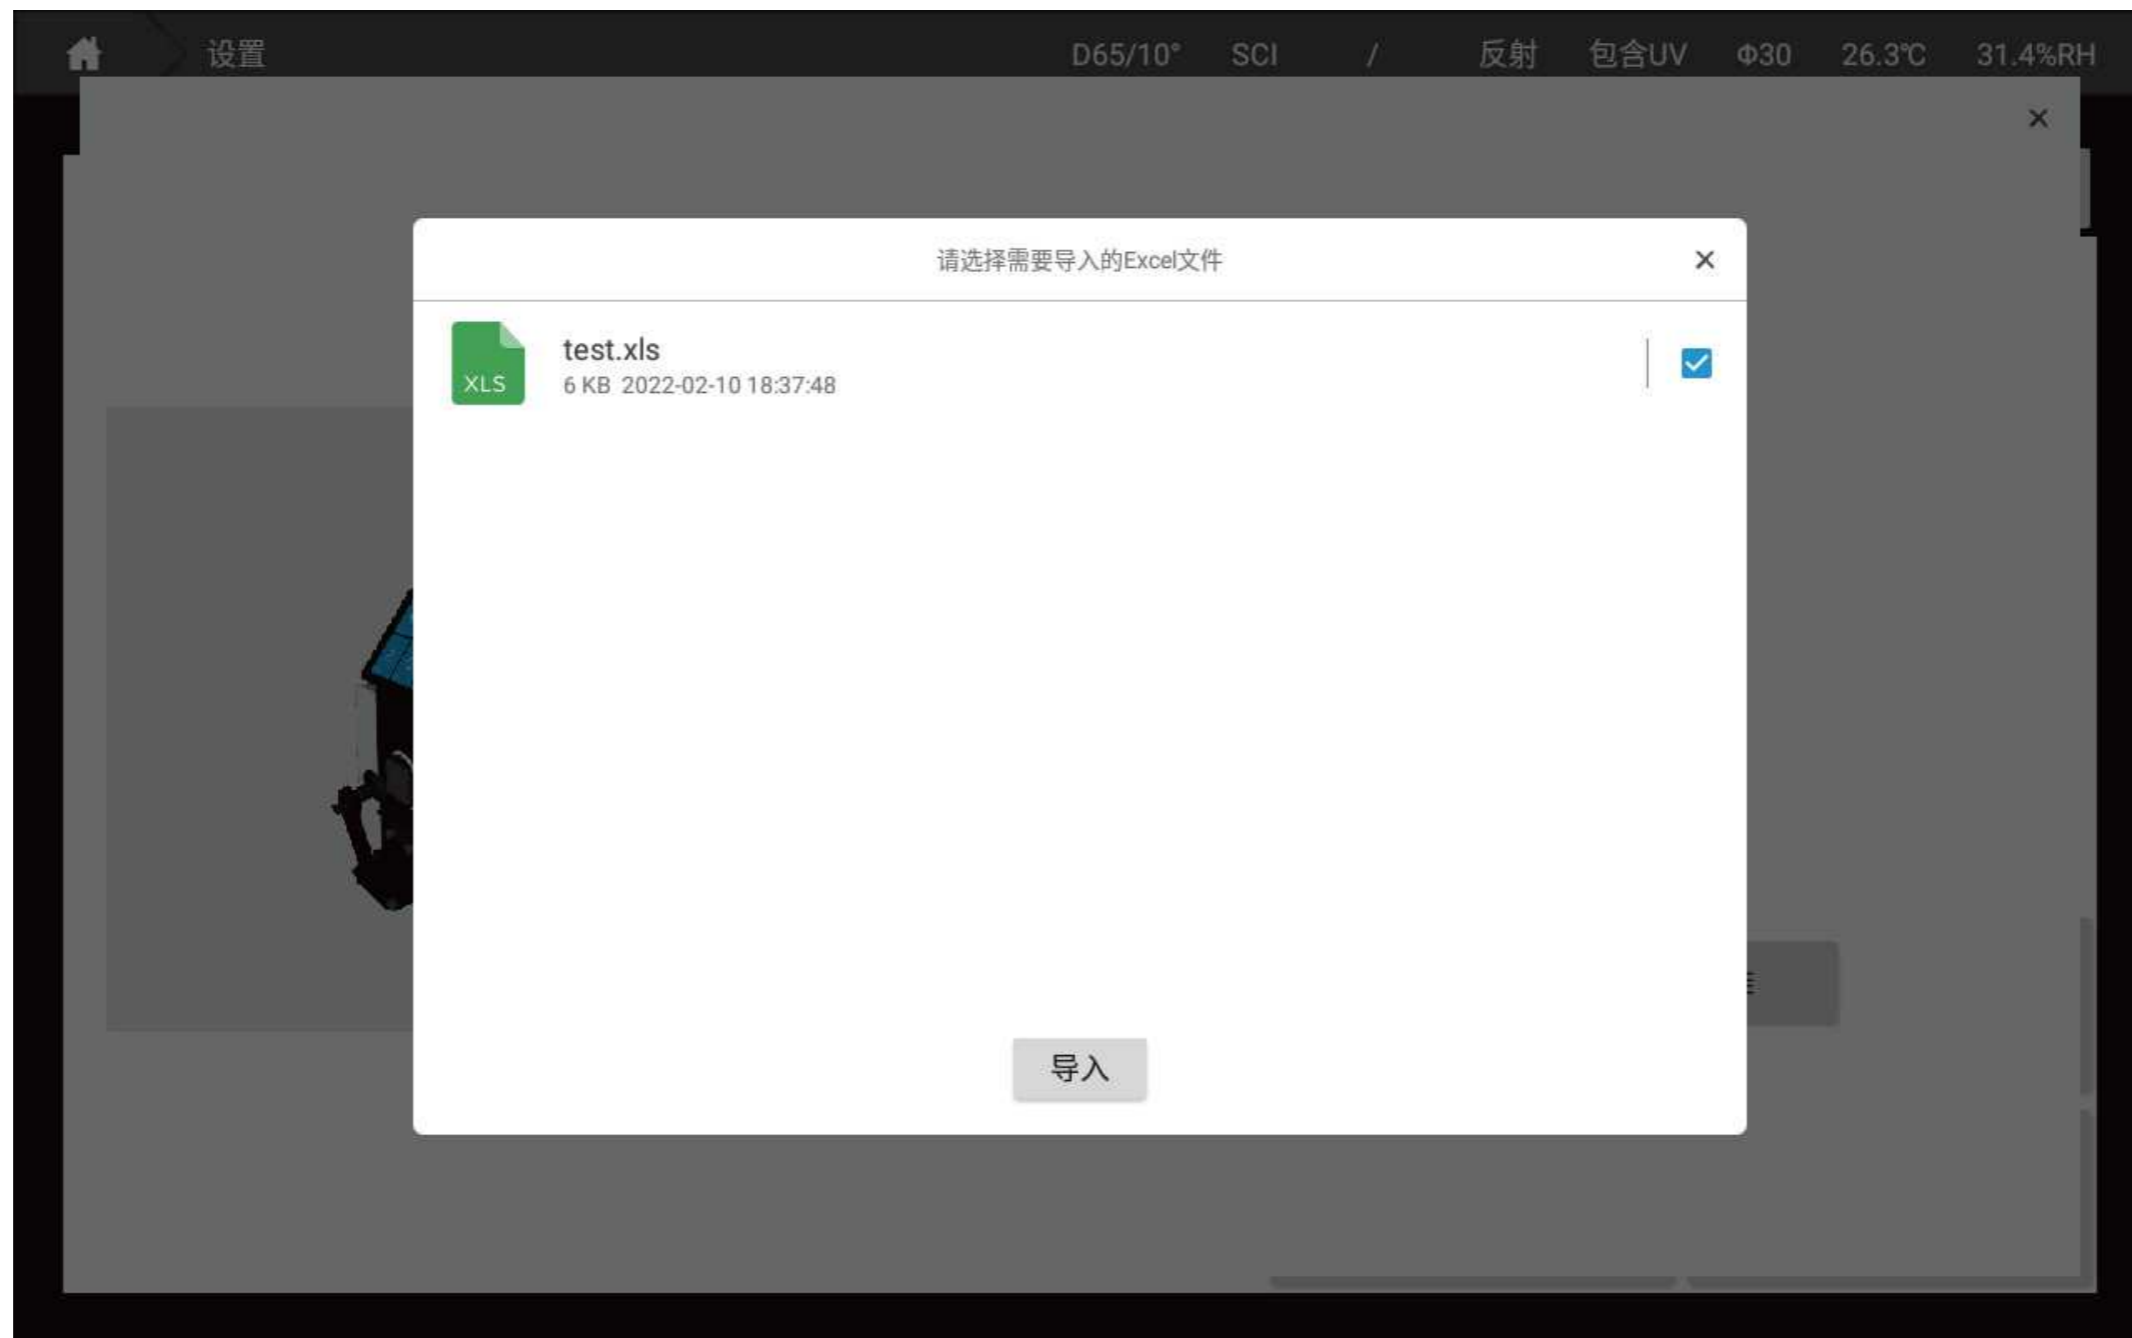 设置 D65/10° SCI / 反射 包含UV Φ30 26.3℃ 31.4%RH
请选择需要导入的Excel文件
test.xls
XLS
6 KB 2022-02-10 18:37:48
导入